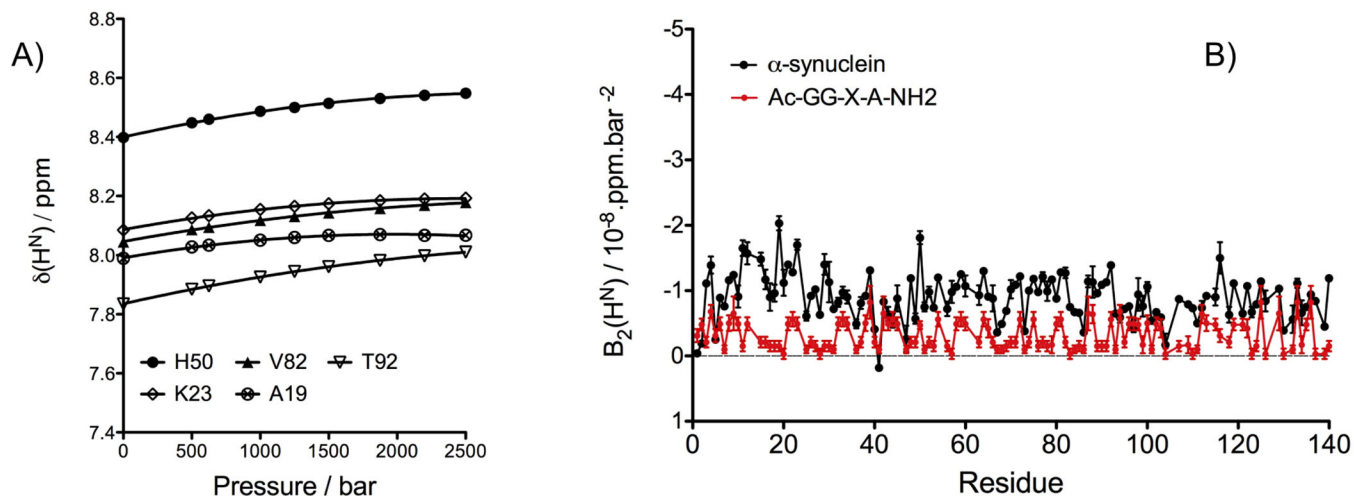 A)
δ(Hᴺ) / ppm
8.8
8.6
8.4
8.2
8.0
7.8
7.6
7.4
H50 V82 T92
K23 A19
0 500 1000 1500 2000 2500
Pressure / bar
B)
B₂(Hᴺ) / 10⁻⁸.ppm.bar ⁻²
-5
-4
-3
-2
-1
0
1
α-synuclein
Ac-GG-X-A-NH2
0 20 40 60 80 100 120 140
Residue